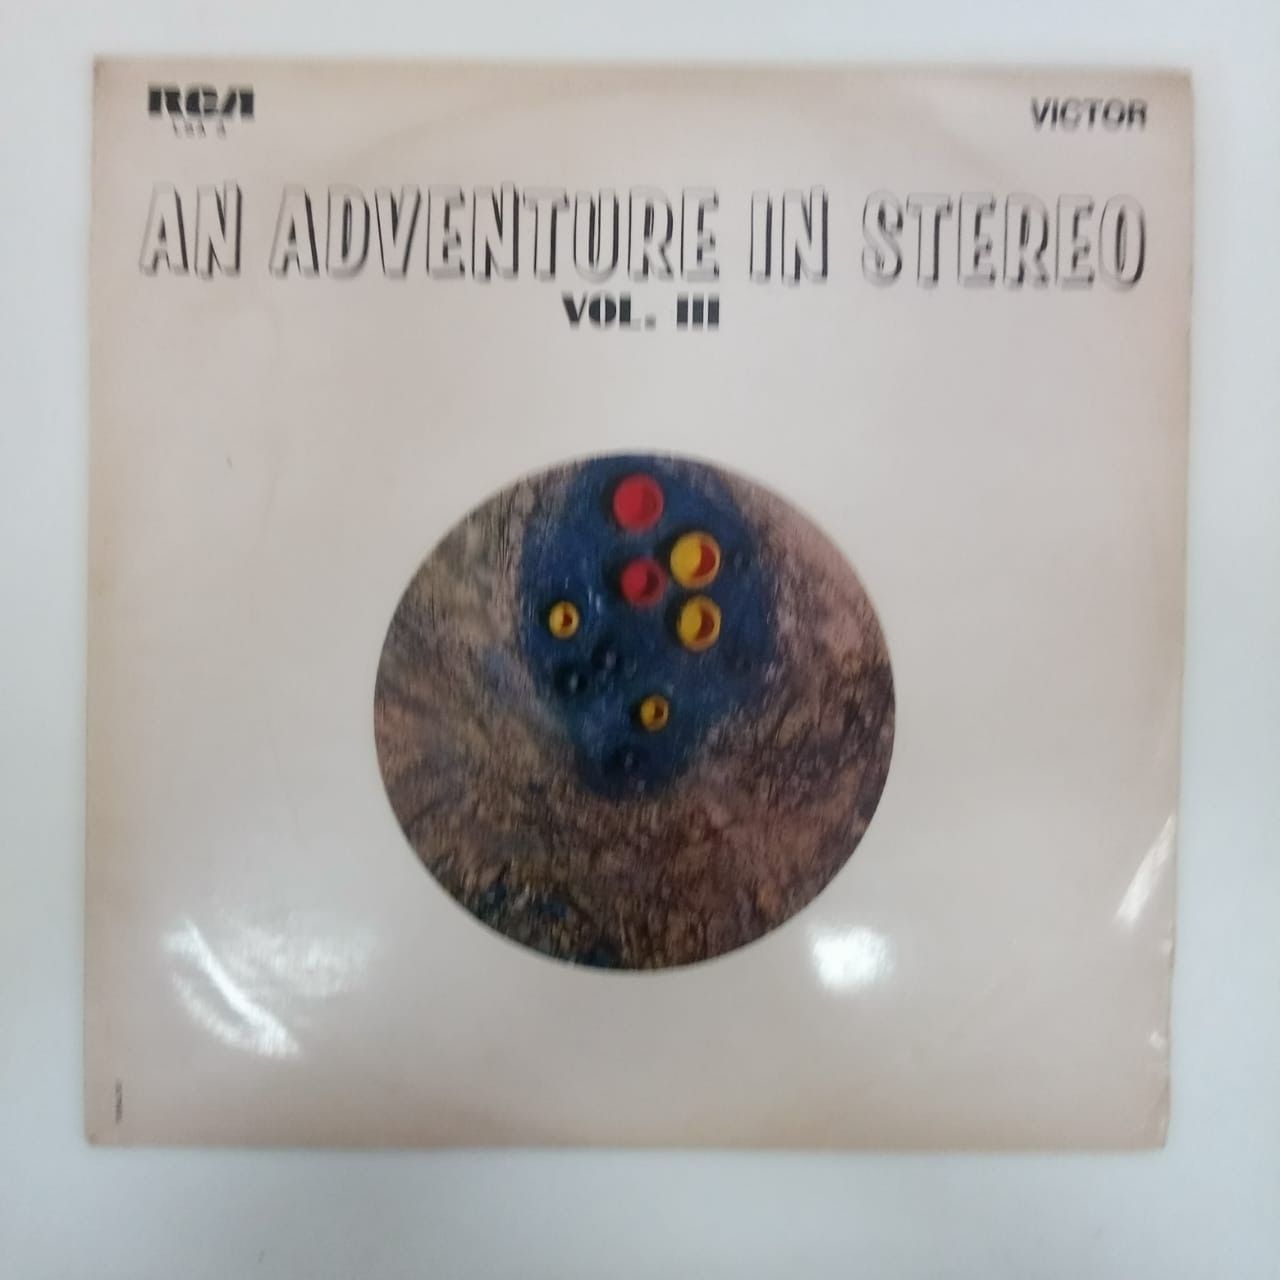 RCA
VICTOR
AN ADVENTURE IN STEREO
VOL. III